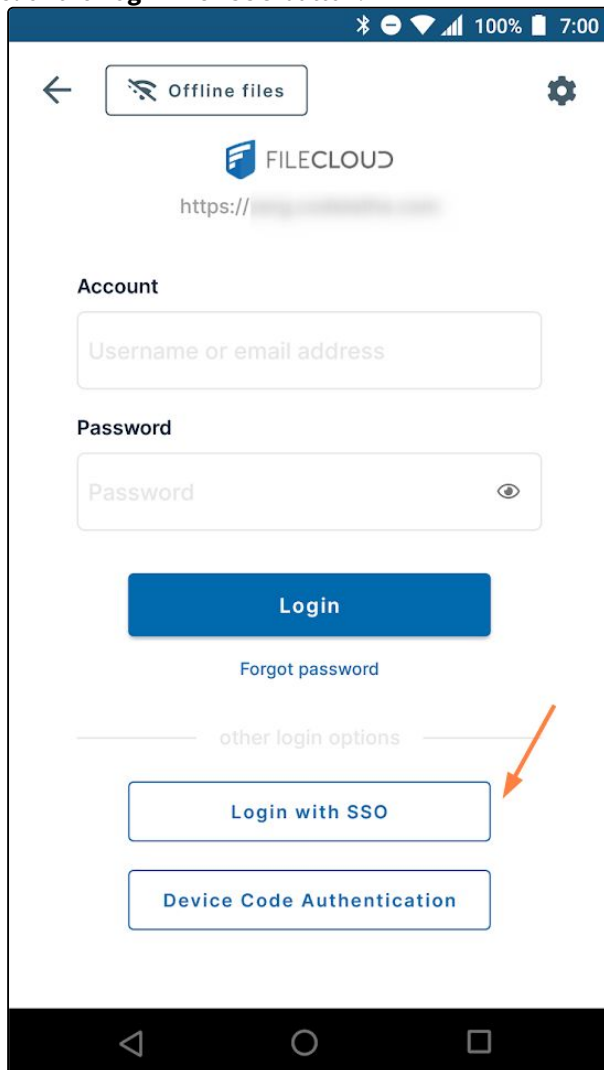 100% 7:00
Offline files
FILECLOUD
https://
Account
Username or email address
Password
Password
Login
Forgot password
other login options
Login with SSO
Device Code Authentication